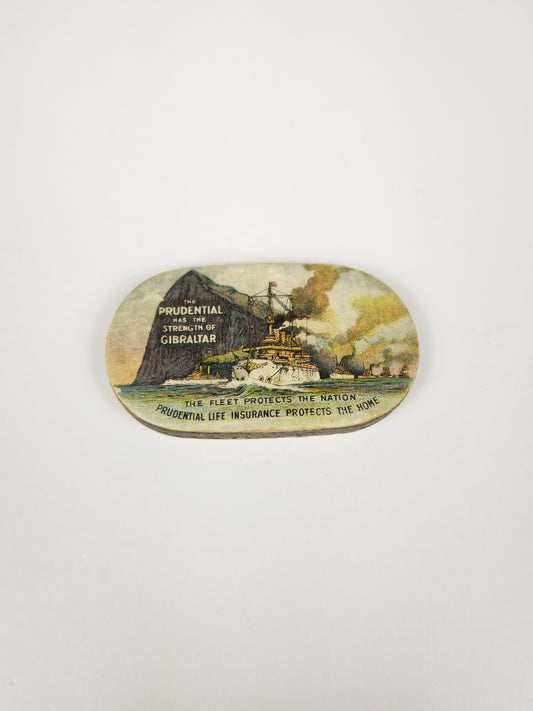 THE
PRUDENTIAL
HAS THE
STRENGTH OF
GIBRALTAR
THE FLEET PROTECTS THE NATION
PRUDENTIAL LIFE INSURANCE PROTECTS THE HOME